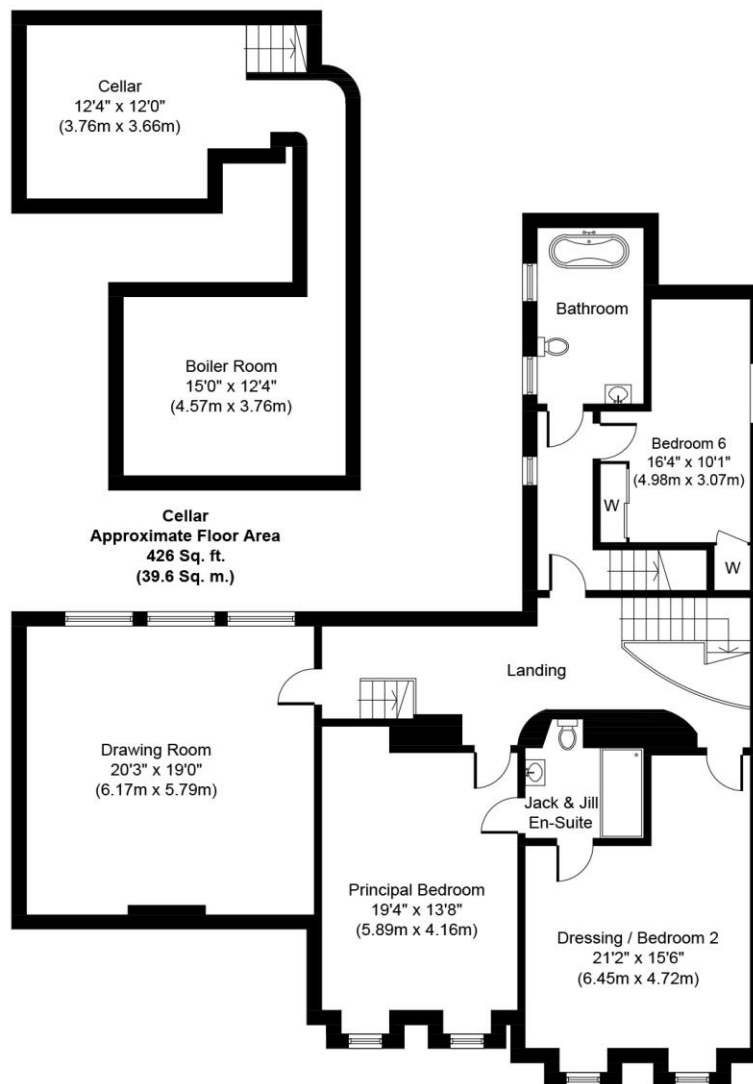 Cellar
12'4" x 12'0"
(3.76m x 3.66m)
Boiler Room
15'0" x 12'4"
(4.57m x 3.76m)
Cellar
Approximate Floor Area
426 Sq. ft.
(39.6 Sq. m.)
Bathroom
Bedroom 6
16'4" x 10'1"
(4.98m x 3.07m)
W
W
Landing
Drawing Room
20'3" x 19'0"
(6.17m x 5.79m)
Jack & Jill
En-Suite
Principal Bedroom
19'4" x 13'8"
(5.89m x 4.16m)
Dressing / Bedroom 2
21'2" x 15'6"
(6.45m x 4.72m)